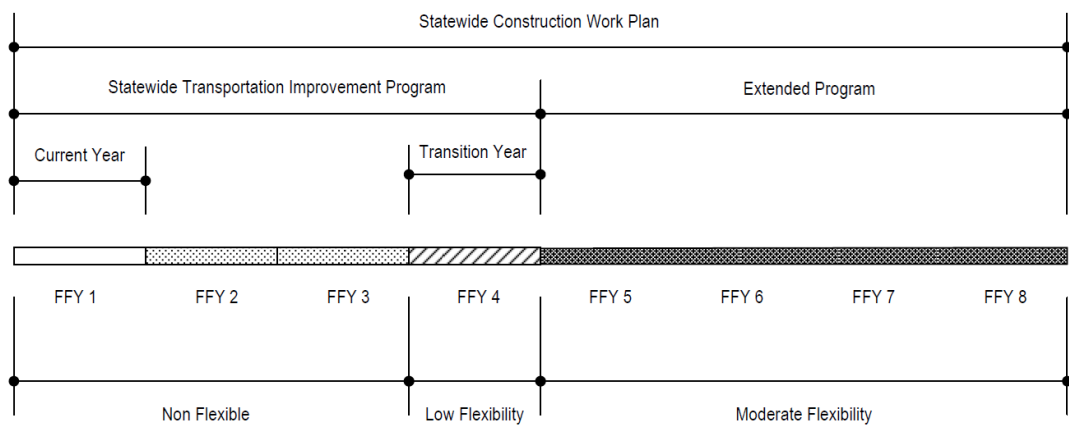 Statewide Construction Work Plan
Statewide Transportation Improvement Program
Extended Program
Current Year
Transition Year
FFY 1
FFY 2
FFY 3
FFY 4
FFY 5
FFY 6
FFY 7
FFY 8
Non Flexible
Low Flexibility
Moderate Flexibility